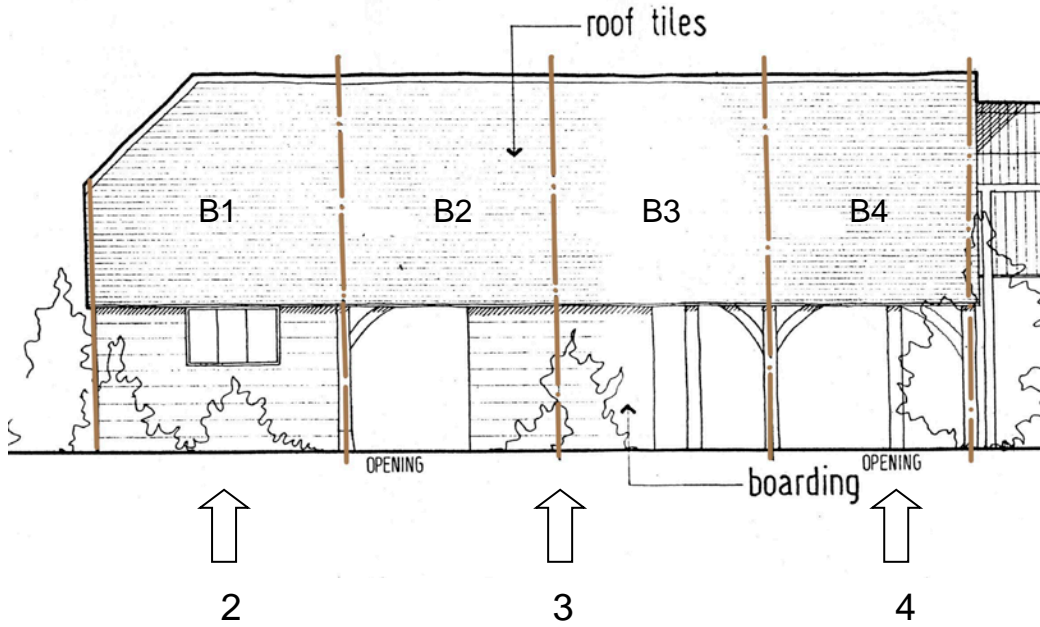 roof tiles
B1
B2
B3
B4
OPENING
OPENING
boarding
2
3
4